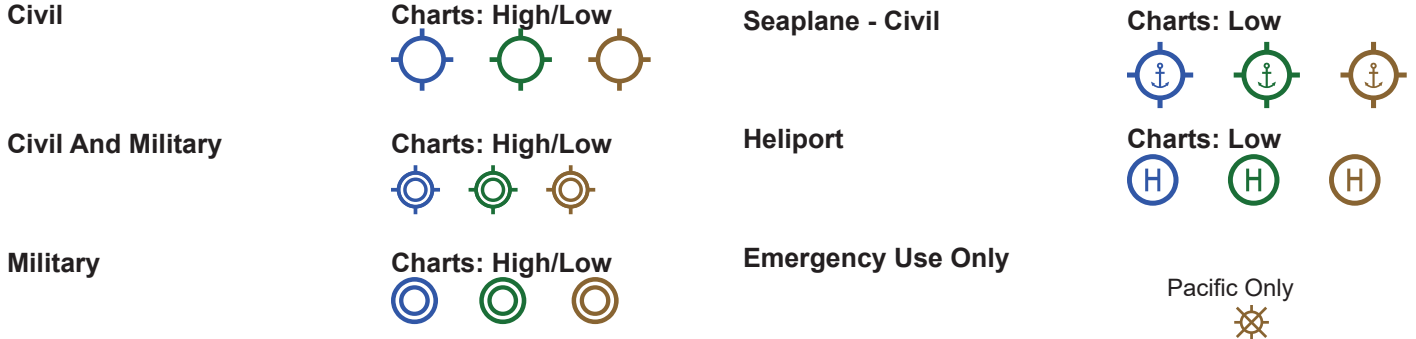 Civil
Charts: High/Low
Civil And Military
Charts: High/Low
Military
Charts: High/Low
Seaplane - Civil
Charts: Low
Heliport
Charts: Low
H H H
Emergency Use Only
Pacific Only